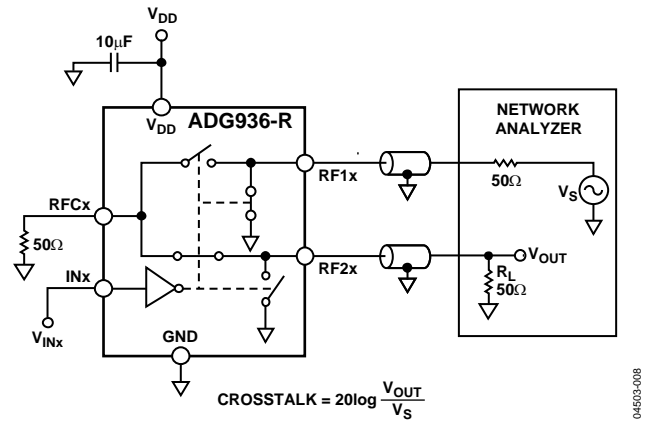 VDD
10μF
VDD
ADG936-R
RFCx
50Ω
INx
VINx
GND
RF1x
RF2x
NETWORK
ANALYZER
50Ω
VS
VOUT
RL
50Ω
CROSSTALK = 20log VOUT
VS
04503-008